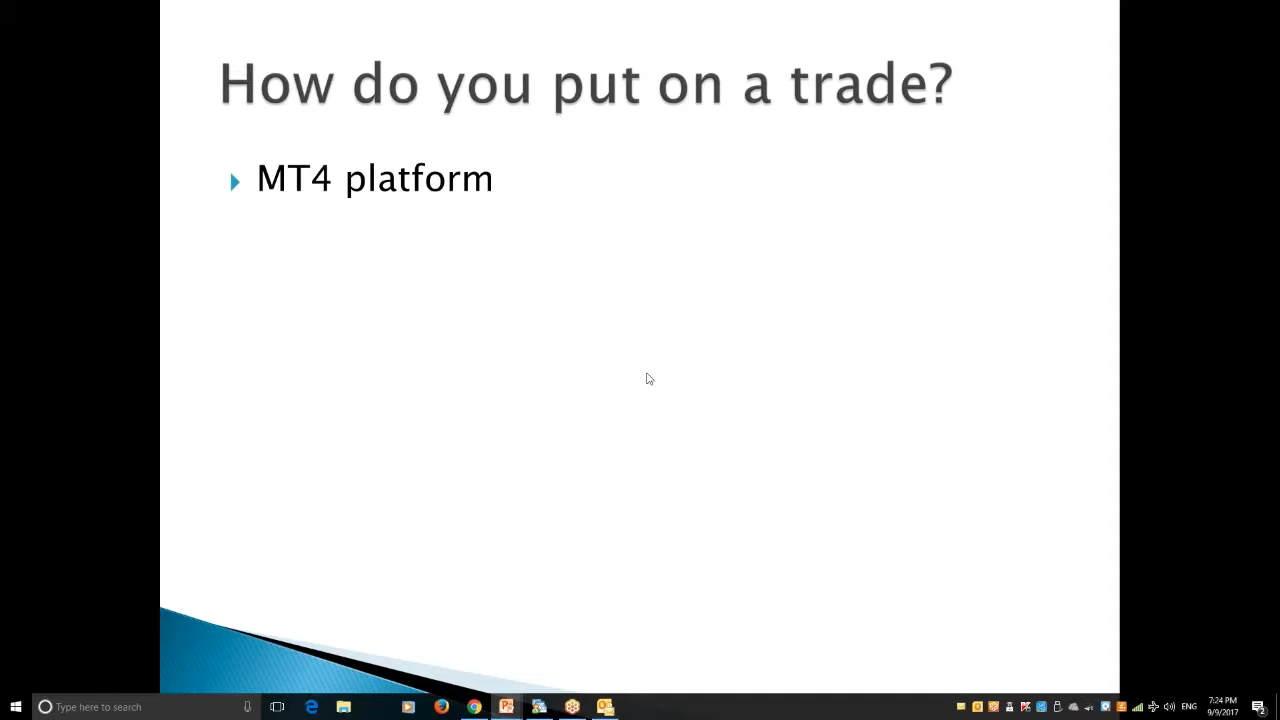 How do you put on a trade?
MT4 platform
Type here to search
ENG
7:24 PM
9/9/2017